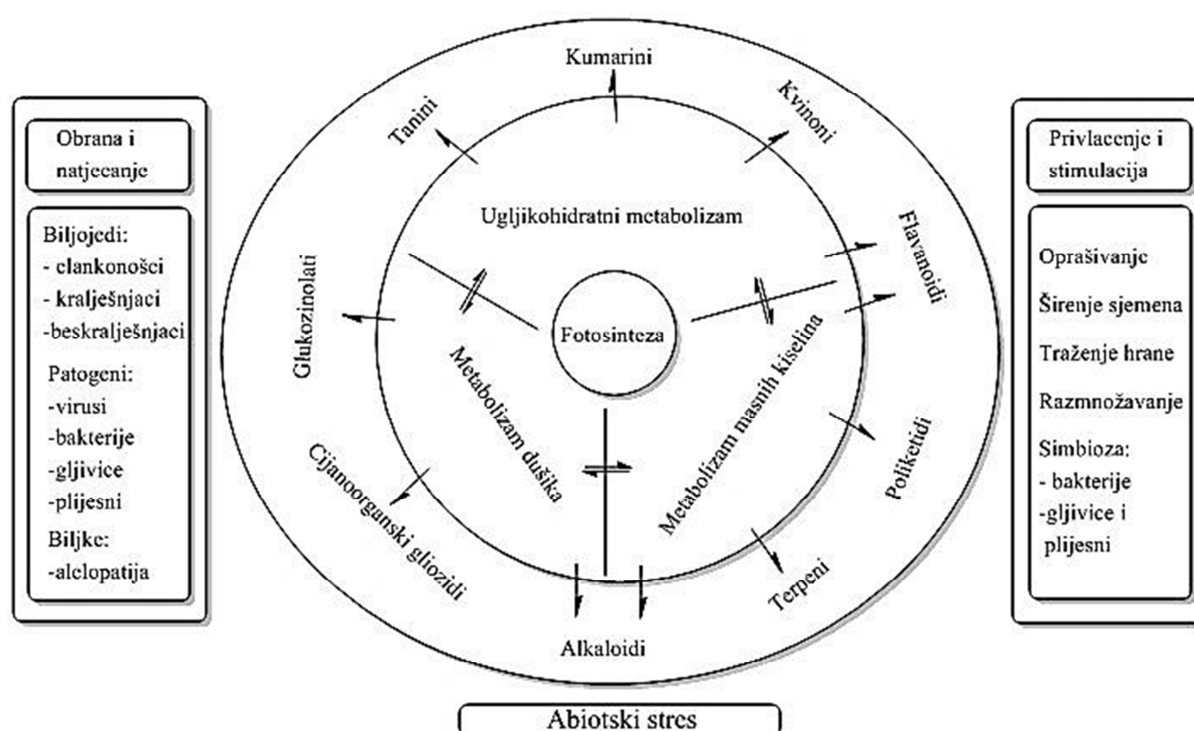 Obrana i
natjecanje
Biljojedi:
- clankonošci
- kralješnjaci
-beskralješnjaci
Patogeni:
-virusi
-bakterije
-gljivice
-plijesni
Biljke:
-alelopatija
Kumarini
Tanini
Kvinoni
Ugljikohidratni metabolizam
Flavanoidi
Glukozinolati
Fotosinteza
Metabolizam dušika
Metabolizam masnih kiselina
Poliketidi
Cijanoorganski gliozidi
Terpeni
Alkaloidi
Privlacenje i
stimulacija
Oprašivanje
Širenje sjemena
Traženje hrane
Razmnožavanje
Simbioza:
- bakterije
-gljivice i
plijesni
Abiotski stres